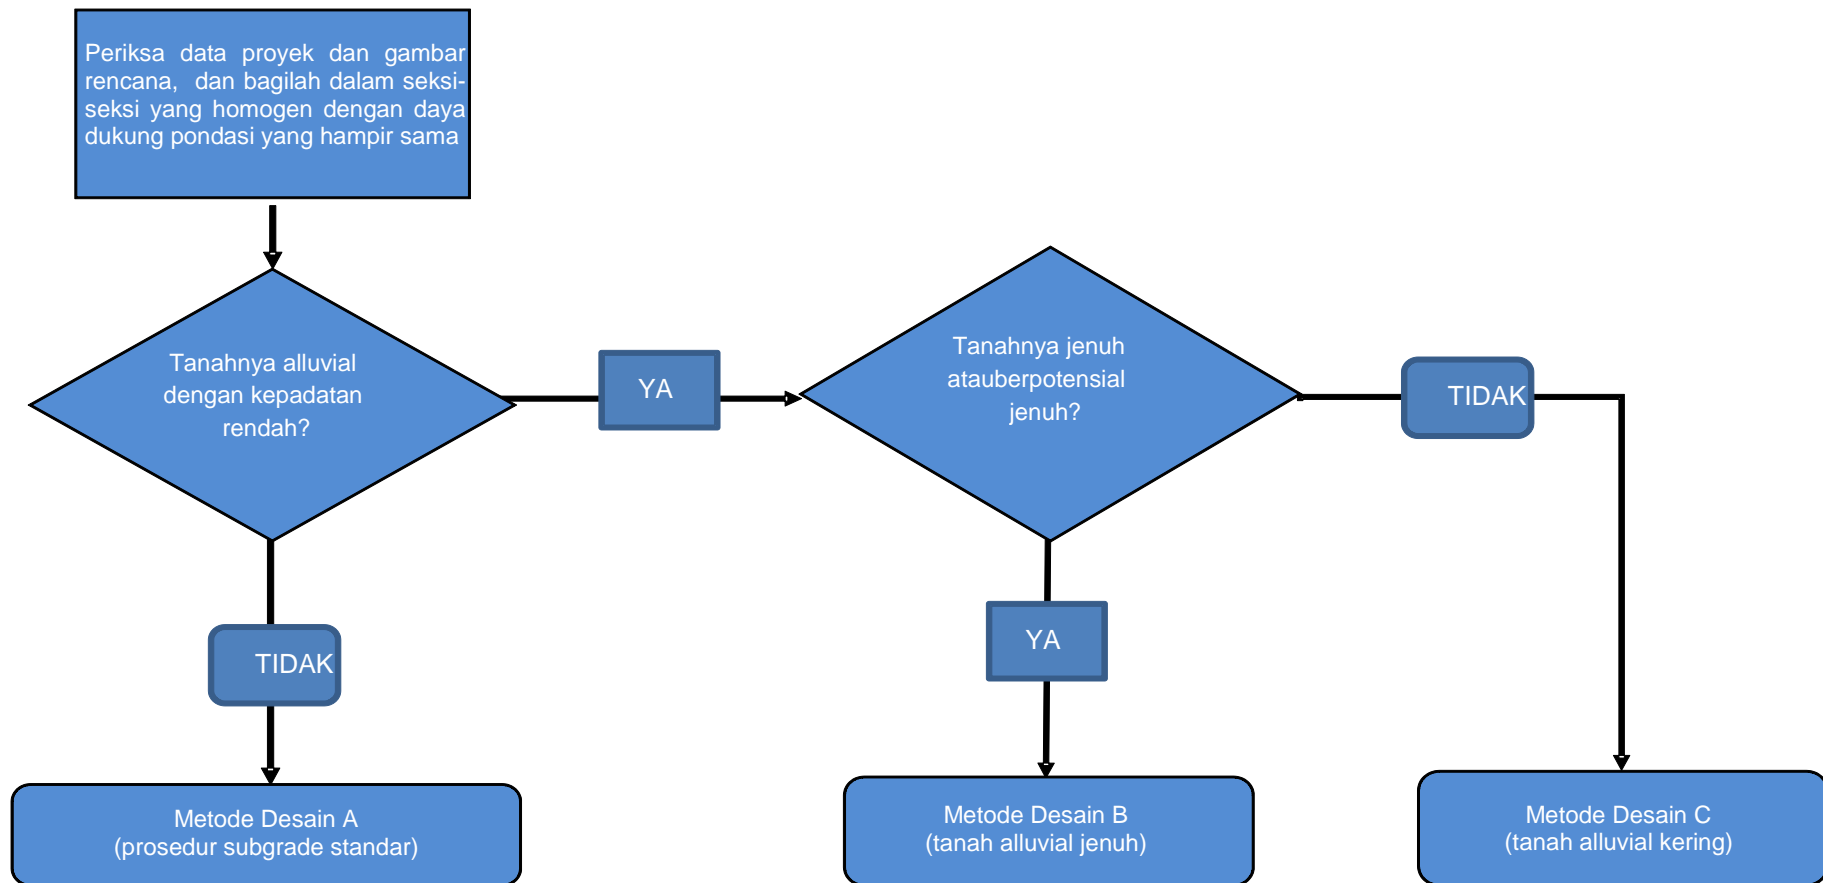 Periksa data proyek dan gambar
rencana, dan bagilah dalam seksi-
seksi yang homogen dengan daya
dukung pondasi yang hampir sama
Tanahnya alluvial
dengan kepadatan
rendah?
YA
Tanahnya jenuh
atauberpotensial
jenuh?
TIDAK
TIDAK
YA
Metode Desain A
(prosedur subgrade standar)
Metode Desain B
(tanah alluvial jenuh)
Metode Desain C
(tanah alluvial kering)